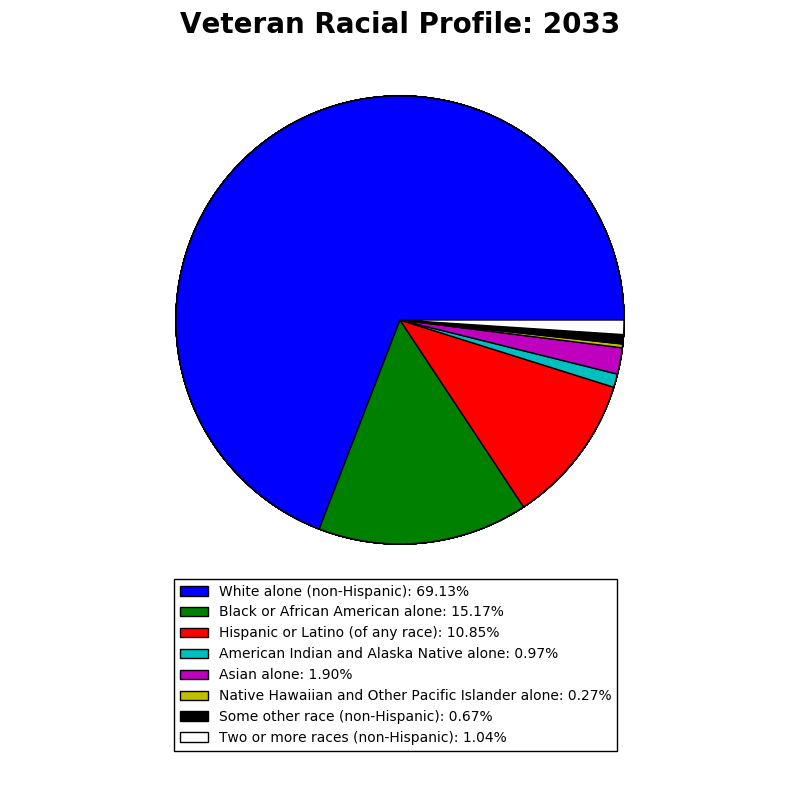 Veteran Racial Profile: 2033
White alone (non-Hispanic): 69.13%
Black or African American alone: 15.17%
Hispanic or Latino (of any race): 10.85%
American Indian and Alaska Native alone: 0.97%
Asian alone: 1.90%
Native Hawaiian and Other Pacific Islander alone: 0.27%
Some other race (non-Hispanic): 0.67%
Two or more races (non-Hispanic): 1.04%